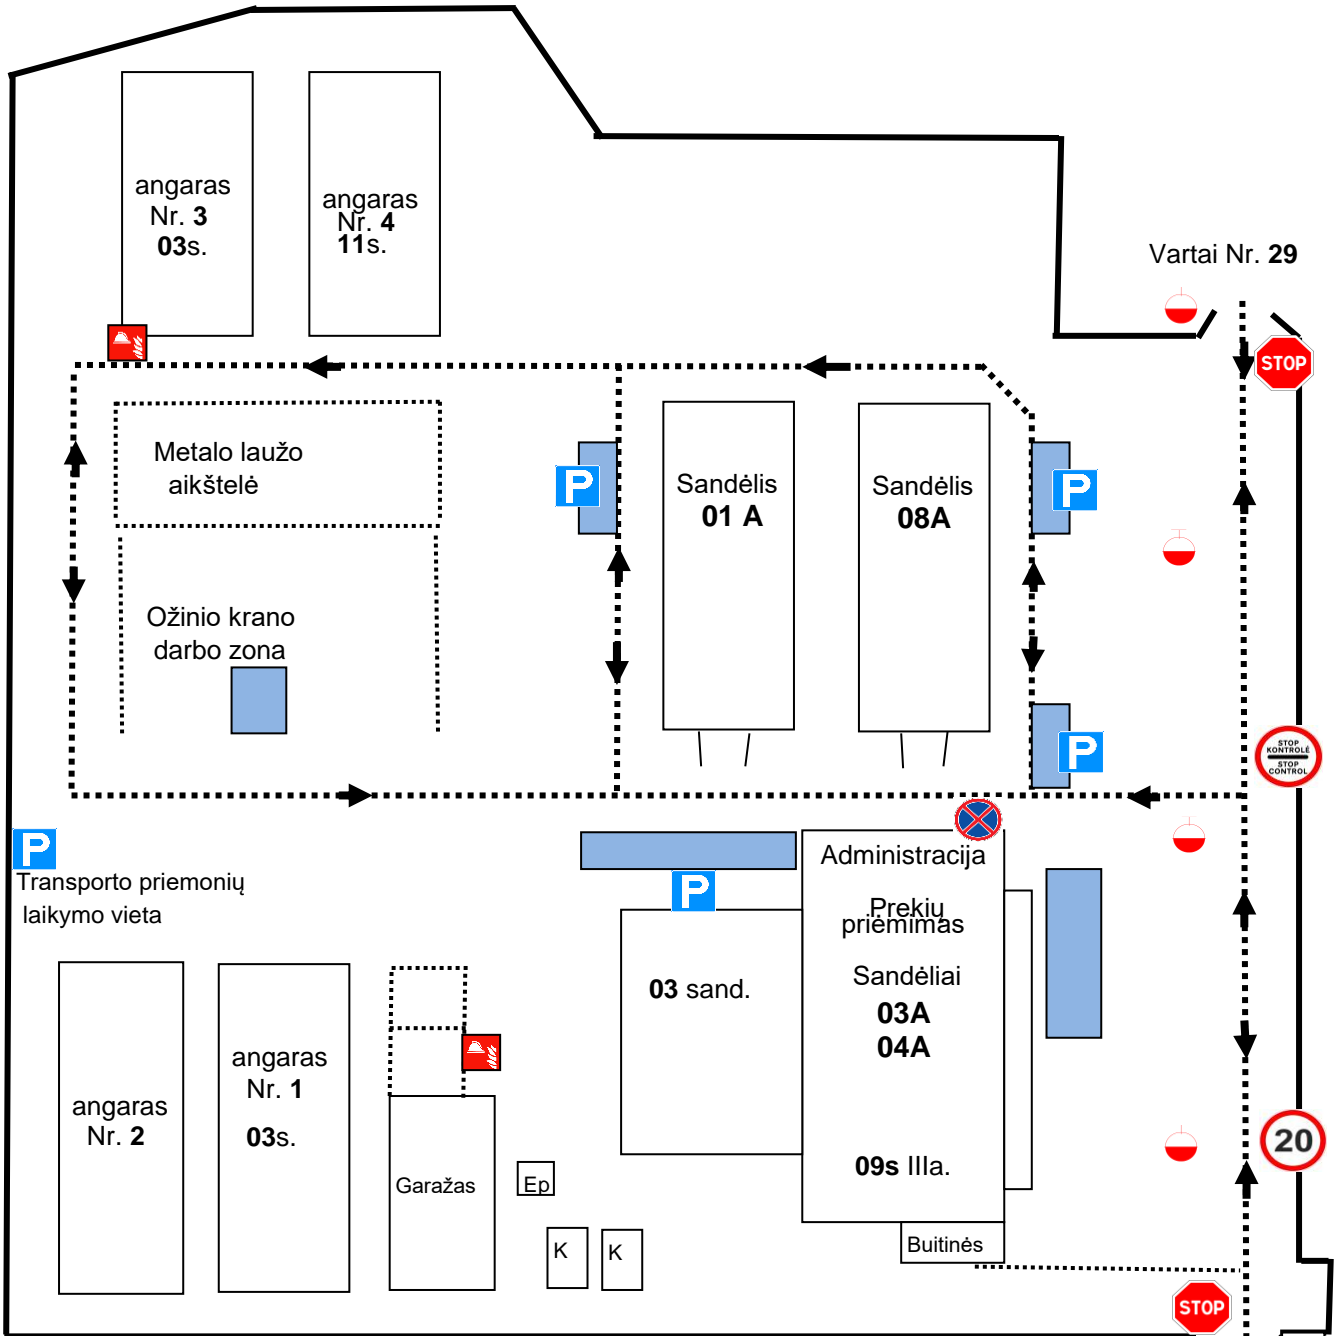 angaras
Nr. 3
03s.
angaras
Nr. 4
11s.
Vartai Nr. 29
STOP
Metalo laužo
aikštelė
P
Sandėlis
01 A
Sandėlis
08A
P
Ožinio krano
darbo zona
P
STOP
KONTROLĖ
STOP
CONTROL
P
Transporto priemonių
laikymo vieta
P
Administracija
Prekių
priėmimas
Sandėliai
03A
04A
09s IIIa.
03 sand.
angaras
Nr. 2
angaras
Nr. 1
03s.
Garažas
Ep
K
K
Buitinės
20
STOP